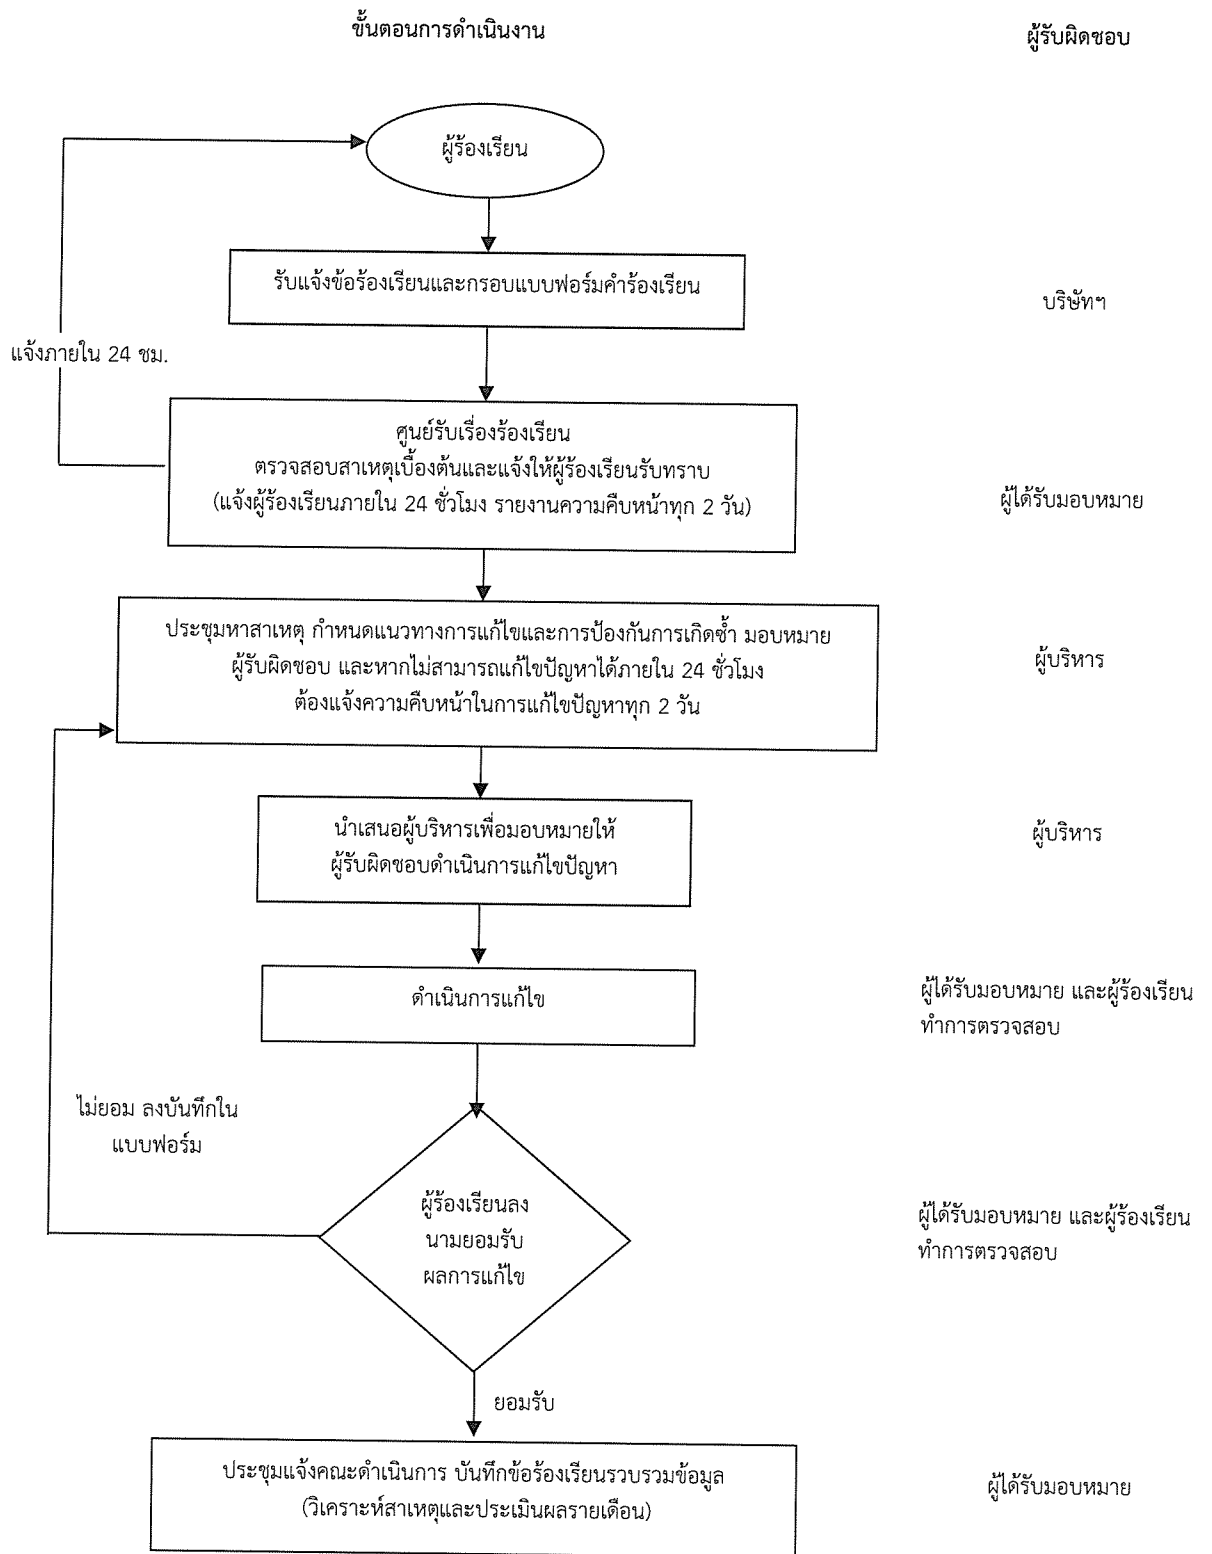 ขั้นตอนการดำเนินงาน
ผู้รับผิดชอบ
ผู้ร้องเรียน
รับแจ้งข้อร้องเรียนและกรอบแบบฟอร์มคำร้องเรียน
บริษัทฯ
แจ้งภายใน 24 ชม.
ศูนย์รับเรื่องร้องเรียน
ตรวจสอบสาเหตุเบื้องต้นและแจ้งให้ผู้ร้องเรียนรับทราบ
(แจ้งผู้ร้องเรียนภายใน 24 ชั่วโมง รายงานความคืบหน้าทุก 2 วัน)
ผู้ได้รับมอบหมาย
ประชุมหาสาเหตุ กำหนดแนวทางการแก้ไขและการป้องกันการเกิดซ้ำ มอบหมาย
ผู้รับผิดชอบ และหากไม่สามารถแก้ไขปัญหาได้ภายใน 24 ชั่วโมง
ต้องแจ้งความคืบหน้าในการแก้ไขปัญหาทุก 2 วัน
ผู้บริหาร
นำเสนอผู้บริหารเพื่อมอบหมายให้
ผู้รับผิดชอบดำเนินการแก้ไขปัญหา
ผู้บริหาร
ดำเนินการแก้ไข
ผู้ได้รับมอบหมาย และผู้ร้องเรียน
ทำการตรวจสอบ
ไม่ยอม ลงบันทึกใน
แบบฟอร์ม
ผู้ร้องเรียนลง
นามยอมรับ
ผลการแก้ไข
ผู้ได้รับมอบหมาย และผู้ร้องเรียน
ทำการตรวจสอบ
ยอมรับ
ประชุมแจ้งคณะดำเนินการ บันทึกข้อร้องเรียนรวบรวมข้อมูล
(วิเคราะห์สาเหตุและประเมินผลรายเดือน)
ผู้ได้รับมอบหมาย